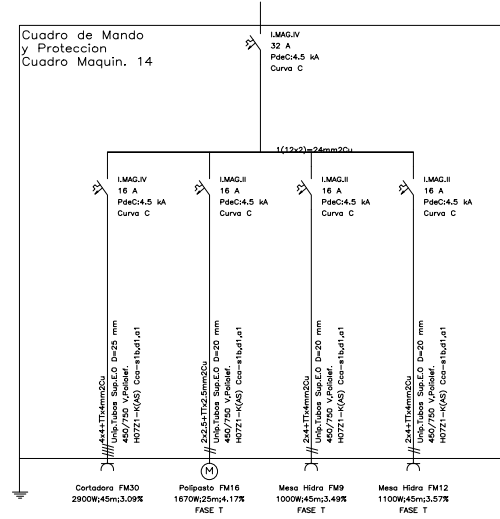 Cuadro de Mando
y Proteccion
Cuadro Maquin. 14
I.MAG.IV
32 A
PdeC:4.5 kA
Curva C
1(12x2)=24mm2Cu
I.MAG.IV
16 A
PdeC:4.5 kA
Curva C
I.MAG.II
16 A
PdeC:4.5 kA
Curva C
I.MAG.II
16 A
PdeC:4.5 kA
Curva C
I.MAG.II
16 A
PdeC:4.5 kA
Curva C
4x4+TTx4mm2Cu
Unip.Tubos Sup.E.O D=25 mm
450/750 V,Poliolef.
H07Z1-K(AS) Cca-s1b,d1,a1
2x2.5+TTx2.5mm2Cu
Unip.Tubos Sup.E.O D=20 mm
450/750 V,Poliolef.
H07Z1-K(AS) Cca-s1b,d1,a1
2x4+TTx4mm2Cu
Unip.Tubos Sup.E.O D=20 mm
450/750 V,Poliolef.
H07Z1-K(AS) Cca-s1b,d1,a1
2x4+TTx4mm2Cu
Unip.Tubos Sup.E.O D=20 mm
450/750 V,Poliolef.
H07Z1-K(AS) Cca-s1b,d1,a1
Cortadora FM30
2900W;45m;3.09%
M
Polipasto FM16
1670W;25m;4.17%
FASE T
Mesa Hidra FM9
1000W;45m;3.49%
FASE T
Mesa Hidra FM12
1100W;45m;3.57%
FASE T